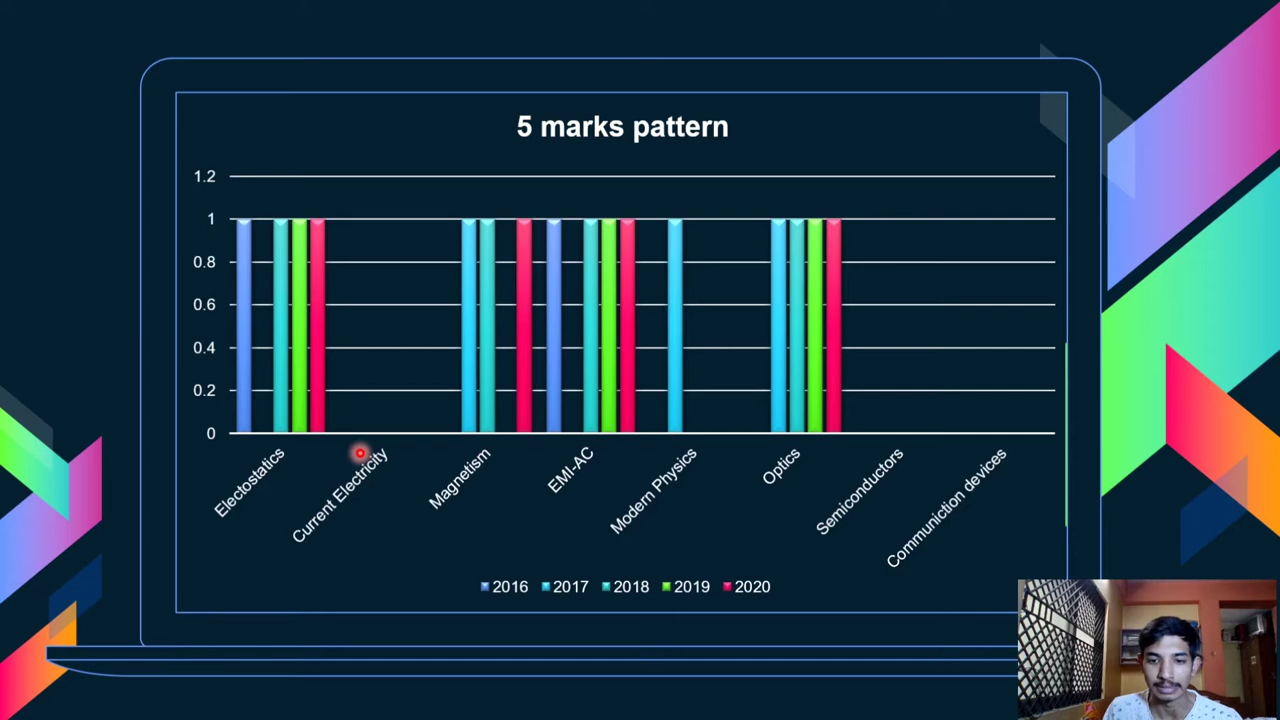 5 marks pattern
1.2
1
0.8
0.6
0.4
0.2
0
Electostatics
Current Electricity
Magnetism
EMI-AC
Modern Physics
Optics
Semiconductors
Communiction devices
2016 2017 2018 2019 2020